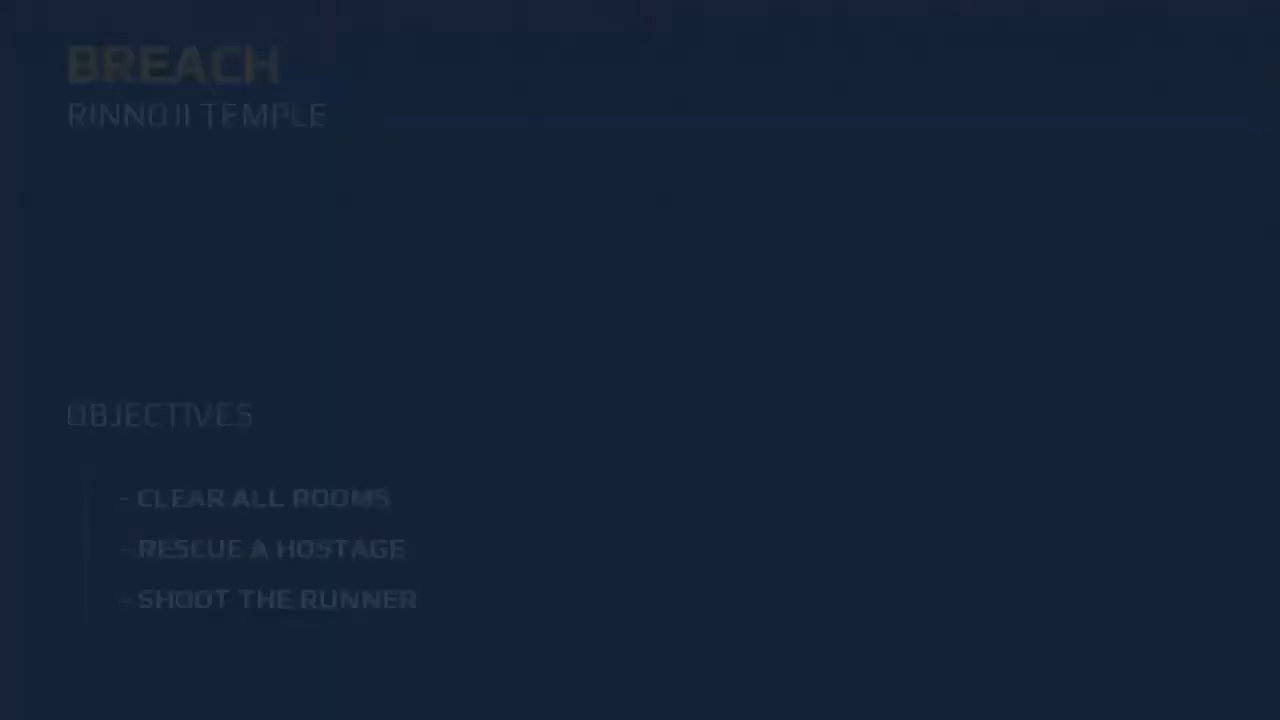 BREACH
RINNOJI TEMPLE
OBJECTIVES
- CLEAR ALL ROOMS
- RESCUE A HOSTAGE
- SHOOT THE RUNNER